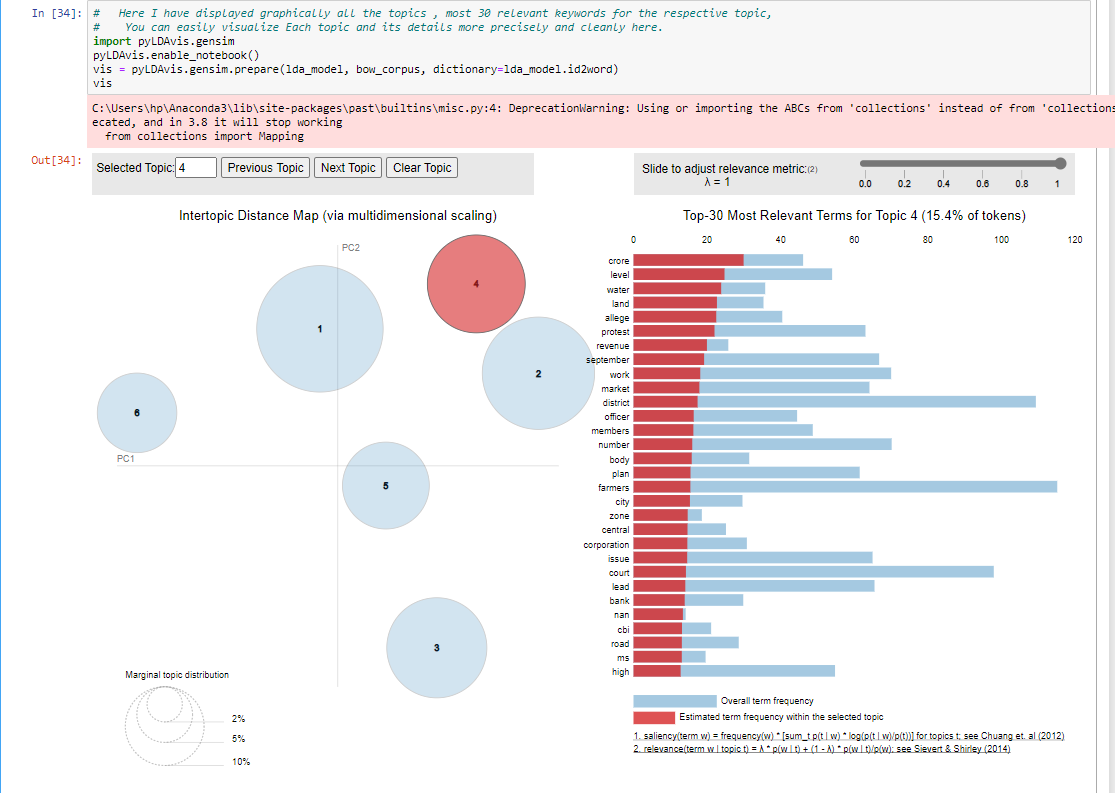 In [34]: #   Here I have displayed graphically all the topics , most 30 relevant keywords for the respective topic,
#    You can easily visualize Each topic and its details more precisely and cleanly here.
import pyLDAvis.gensim
pyLDAvis.enable_notebook()
vis = pyLDAvis.gensim.prepare(lda_model, bow_corpus, dictionary=lda_model.id2word)
vis
C:\Users\hp\Anaconda3\lib\site-packages\past\builtins\misc.py:4: DeprecationWarning: Using or importing the ABCs from 'collections' instead of from 'collections
ecated, and in 3.8 it will stop working
  from collections import Mapping
Out[34]:
Selected Topic: 4 Previous Topic Next Topic Clear Topic
Slide to adjust relevance metric:(2)
λ = 1
0.0 0.2 0.4 0.6 0.8 1
Intertopic Distance Map (via multidimensional scaling)
PC2
4
1
2
6
PC1
5
3
Marginal topic distribution
2%
5%
10%
Top-30 Most Relevant Terms for Topic 4 (15.4% of tokens)
0 20 40 60 80 100 120
crore
level
water
land
allege
protest
revenue
september
work
market
district
officer
members
number
body
plan
farmers
city
zone
central
corporation
issue
court
lead
bank
nan
cbi
road
ms
high
Overall term frequency
Estimated term frequency within the selected topic
1. saliency(term w) = frequency(w) * [sum_t p(t | w) * log(p(t | w)/p(t))] for topics t; see Chuang et. al (2012)
2. relevance(term w | topic t) = λ * p(w | t) + (1 - λ) * p(w | t)/p(w); see Sievert & Shirley (2014)